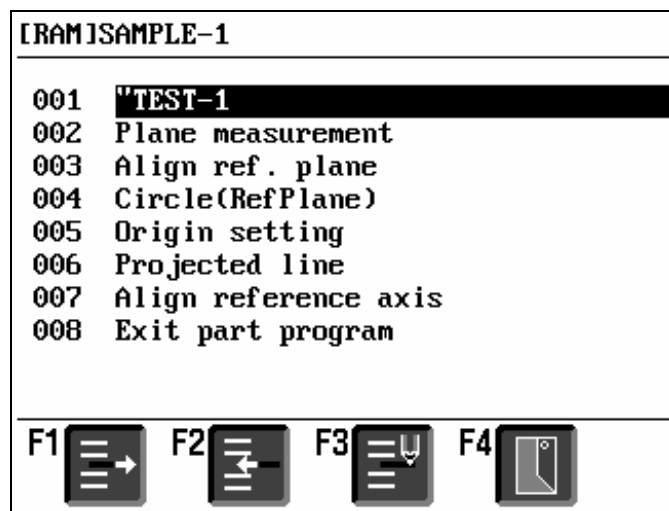 [RAM]SAMPLE-1
001 "TEST-1
002 Plane measurement
003 Align ref. plane
004 Circle(RefPlane)
005 Origin setting
006 Projected line
007 Align reference axis
008 Exit part program
F1 F2 F3 F4